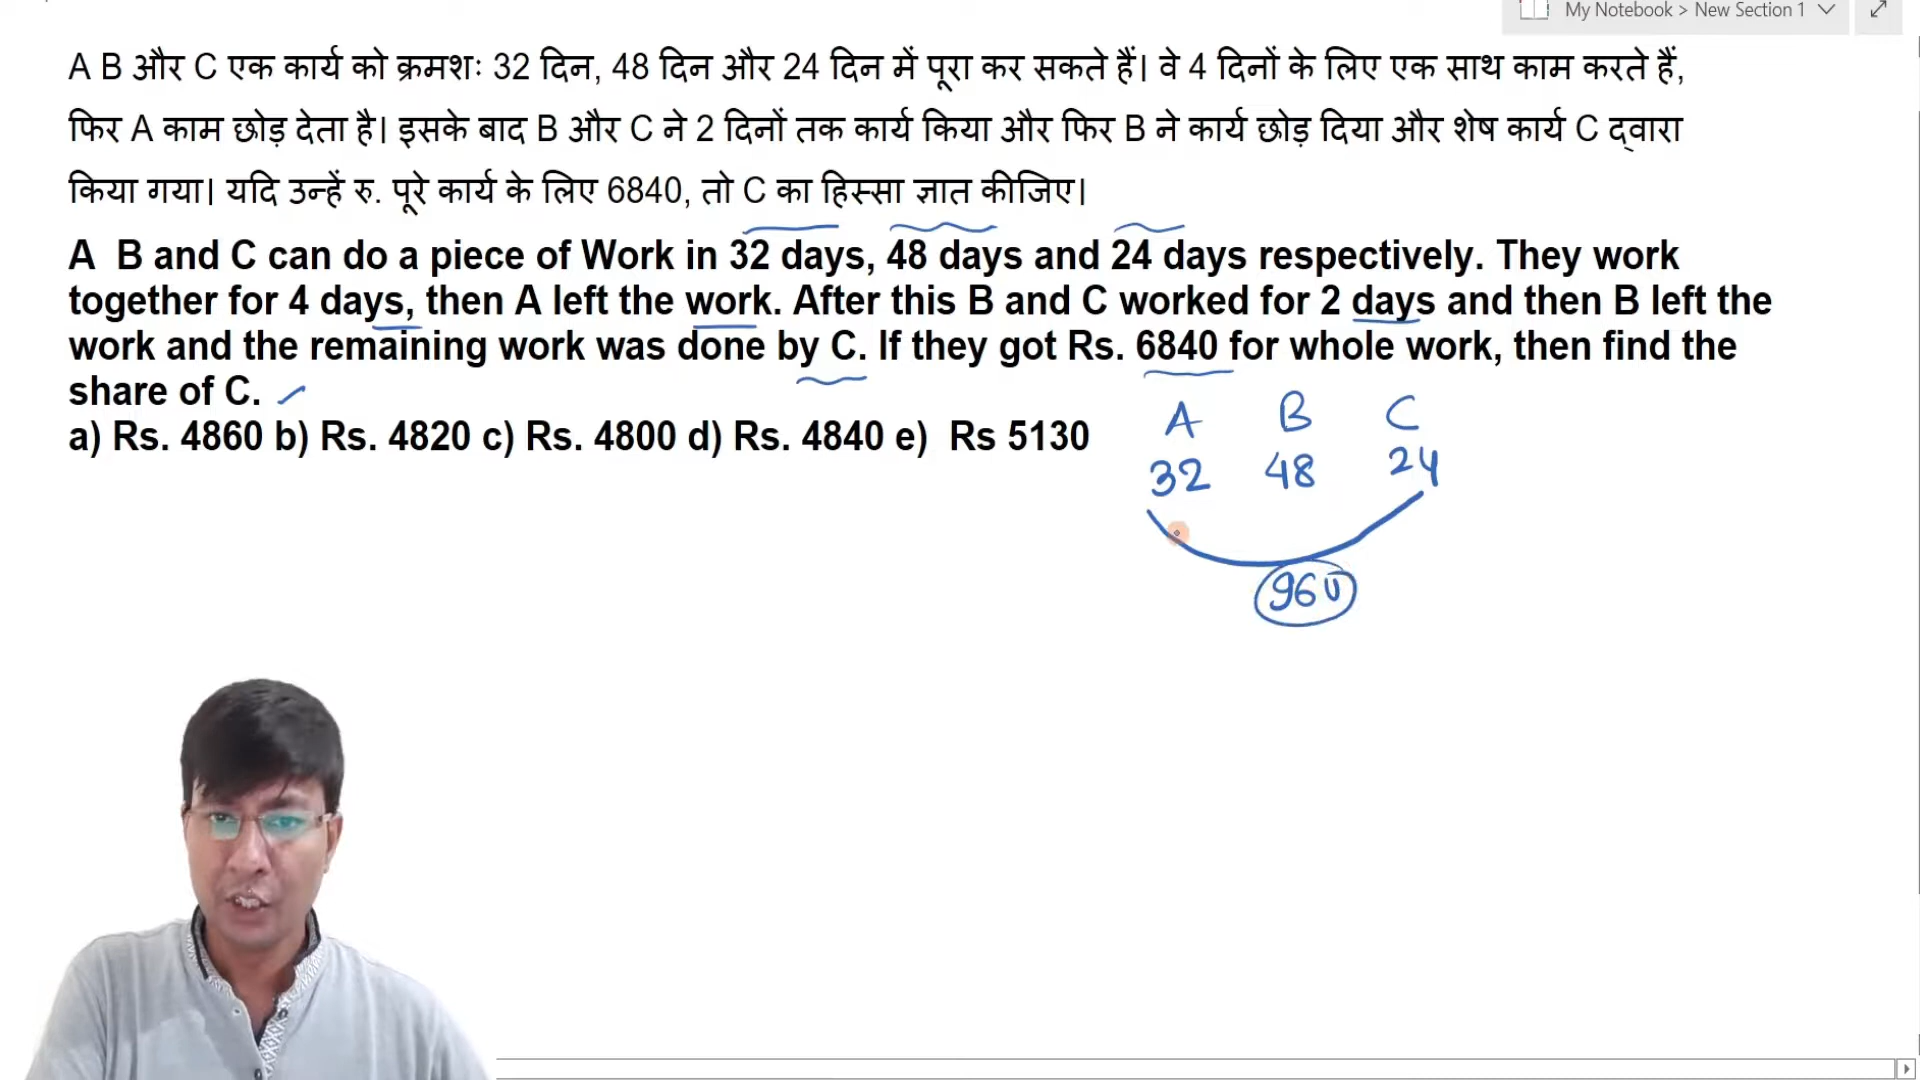 My Notebook > New Section 1
A B और C एक कार्य को क्रमशः 32 दिन, 48 दिन और 24 दिन में पूरा कर सकते हैं। वे 4 दिनों के लिए एक साथ काम करते हैं,
फिर A काम छोड़ देता है। इसके बाद B और C ने 2 दिनों तक कार्य किया और फिर B ने कार्य छोड़ दिया और शेष कार्य C द्वारा
किया गया। यदि उन्हें रु. पूरे कार्य के लिए 6840, तो C का हिस्सा ज्ञात कीजिए।
A B and C can do a piece of Work in 32 days, 48 days and 24 days respectively. They work
together for 4 days, then A left the work. After this B and C worked for 2 days and then B left the
work and the remaining work was done by C. If they got Rs. 6840 for whole work, then find the
share of C.
a) Rs. 4860 b) Rs. 4820 c) Rs. 4800 d) Rs. 4840 e) Rs 5130
A B C
32 48 24
96 U